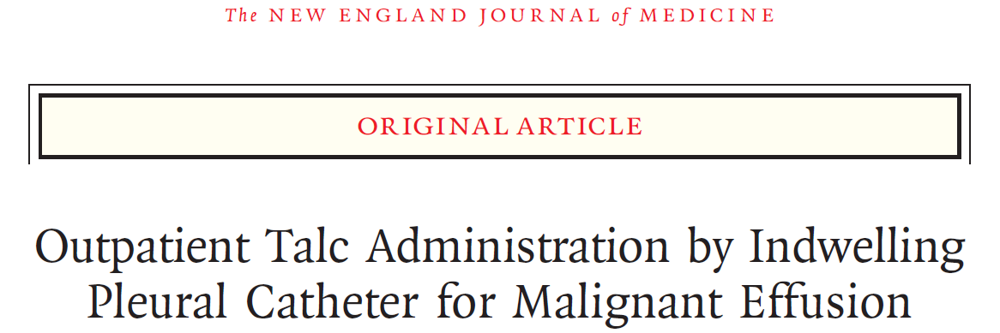 The NEW ENGLAND JOURNAL of MEDICINE
ORIGINAL ARTICLE
Outpatient Talc Administration by Indwelling
Pleural Catheter for Malignant Effusion